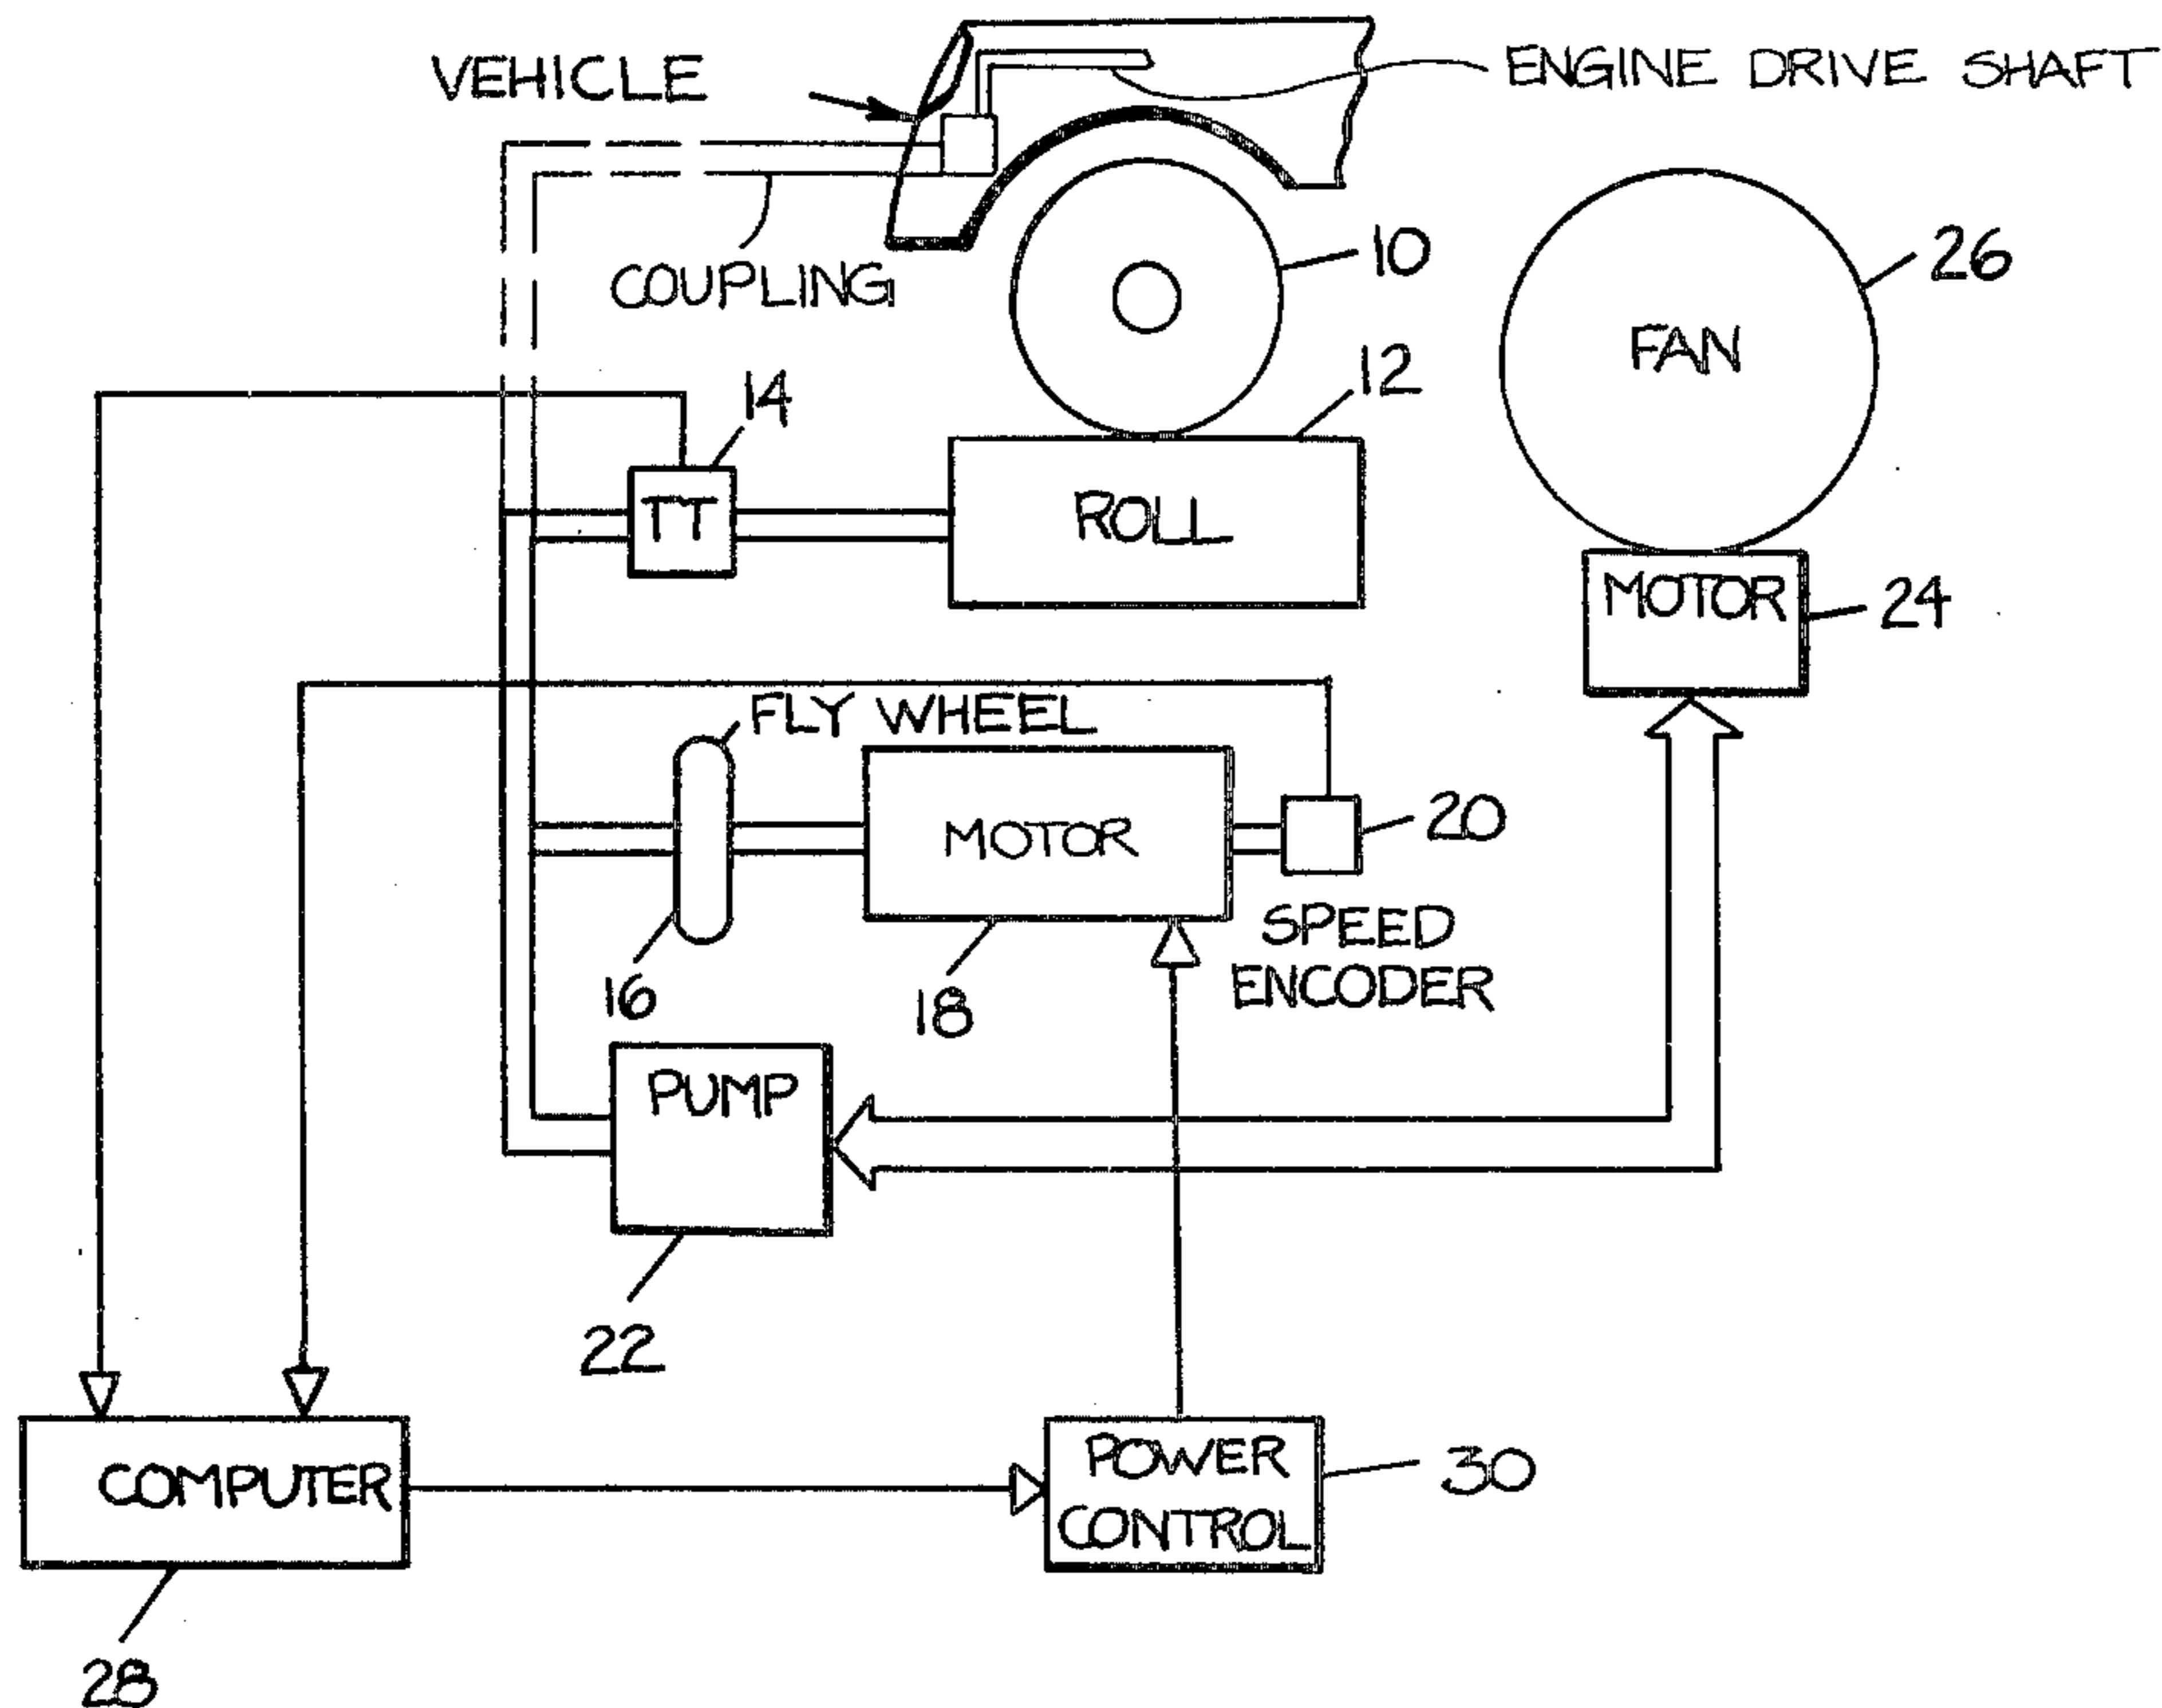 VEHICLE
ENGINE DRIVE SHAFT
COUPLING
10
26
FAN
12
14
TT
ROLL
MOTOR
24
FLY WHEEL
MOTOR
20
SPEED
ENCODER
16
18
PUMP
22
POWER
CONTROL
30
COMPUTER
28